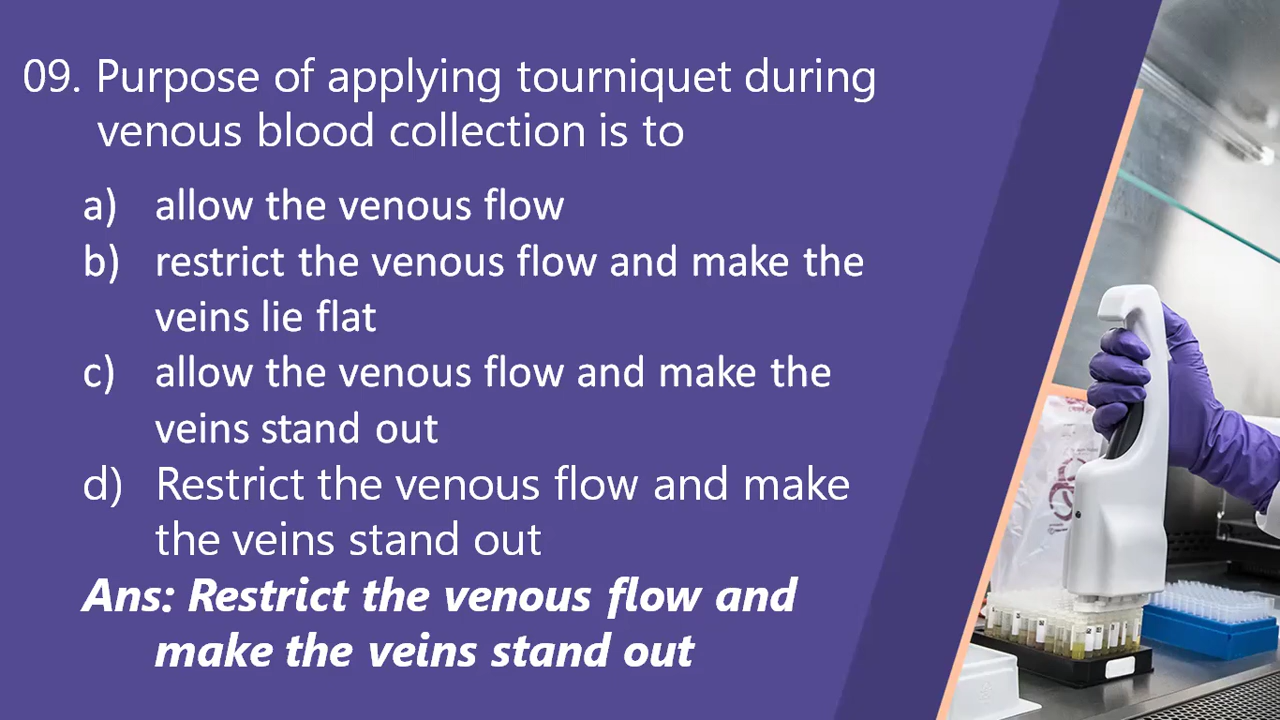 09. Purpose of applying tourniquet during
venous blood collection is to
a) allow the venous flow
b) restrict the venous flow and make the
veins lie flat
c) allow the venous flow and make the
veins stand out
d) Restrict the venous flow and make
the veins stand out
Ans: Restrict the venous flow and
make the veins stand out